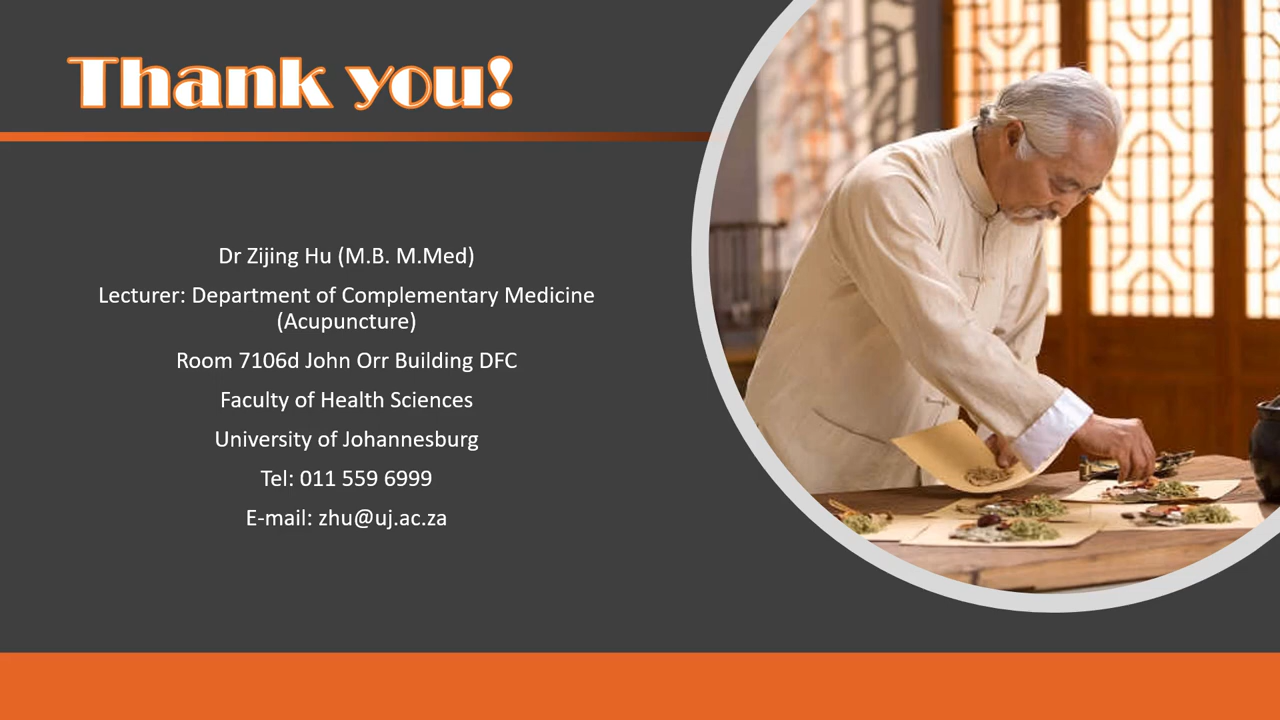 Thank you!
Dr Zijing Hu (M.B. M.Med)
Lecturer: Department of Complementary Medicine
(Acupuncture)
Room 7106d John Orr Building DFC
Faculty of Health Sciences
University of Johannesburg
Tel: 011 559 6999
E-mail: zhu@uj.ac.za